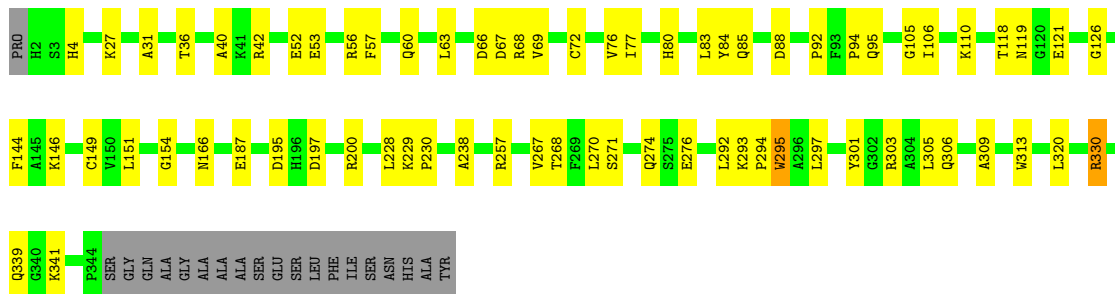 PRO H2 S3 H4 K27 A31 T36 A40 K41 R42 E52 E53 R56 F57 Q60 L63 D66 D67 R68 V69 C72 V76 I77 H80 L83 Y84 Q85 D88 P92 F93 P94 Q95 G105 I106 K110 T118 N119 G120 E121 G126
F144 A145 K146 C149 V150 L151 G154 N166 E187 D195 H196 D197 R200 L228 K229 P230 A238 R257 V267 T268 F269 L270 S271 Q274 S275 E276 L292 K293 P294 W295 A296 L297 Y301 G302 R303 A304 L305 Q306 A309 W313 L320 R330
Q339 G340 K341 P344 SER GLY GLN ALA GLY ALA ALA ALA SER GLU SER LEU PHE ILE SER ASN HIS ALA TYR